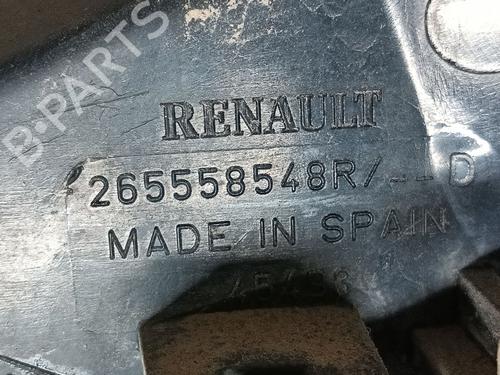 B-PARTS
RENAULT
265558548R/--D
MADE IN SPAIN